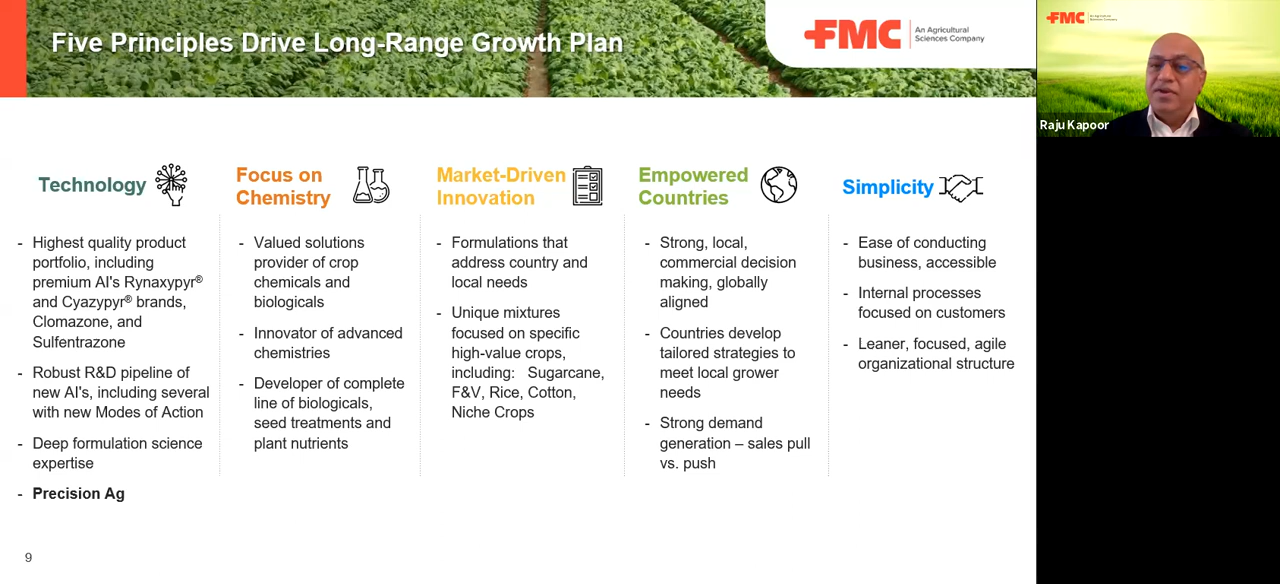 Five Principles Drive Long-Range Growth Plan
FMC
An Agricultural
Sciences Company
FMC
An Agricultural
Sciences Company
Raju Kapoor
Technology
- Highest quality product
portfolio, including
premium AI's Rynaxypyr®
and Cyazypyr® brands,
Clomazone, and
Sulfentrazone
- Robust R&D pipeline of
new AI's, including several
with new Modes of Action
- Deep formulation science
expertise
- Precision Ag
Focus on
Chemistry
- Valued solutions
provider of crop
chemicals and
biologicals
- Innovator of advanced
chemistries
- Developer of complete
line of biologicals,
seed treatments and
plant nutrients
Market-Driven
Innovation
- Formulations that
address country and
local needs
- Unique mixtures
focused on specific
high-value crops,
including: Sugarcane,
F&V, Rice, Cotton,
Niche Crops
Empowered
Countries
- Strong, local,
commercial decision
making, globally
aligned
- Countries develop
tailored strategies to
meet local grower
needs
- Strong demand
generation – sales pull
vs. push
Simplicity
- Ease of conducting
business, accessible
- Internal processes
focused on customers
- Leaner, focused, agile
organizational structure
9